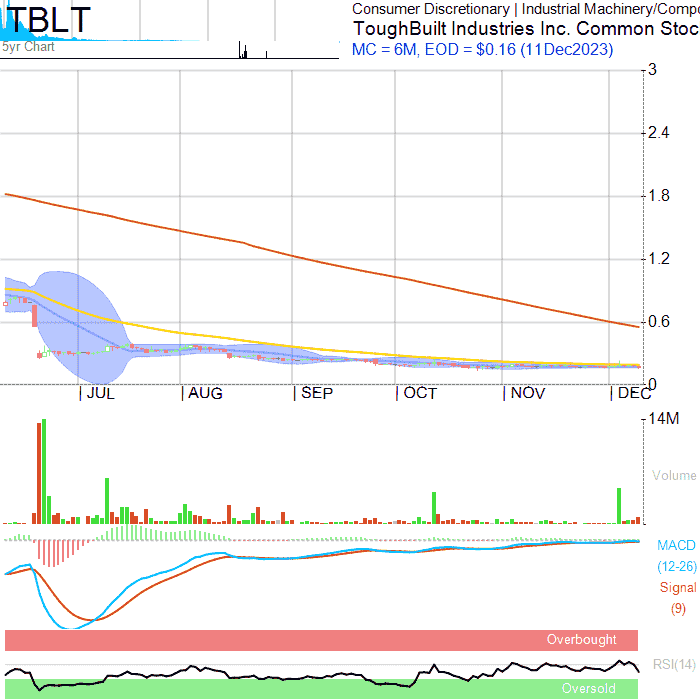 TBLT
5yr Chart
Consumer Discretionary | Industrial Machinery/Compo
ToughBuilt Industries Inc. Common Stoc
MC = 6M, EOD = $0.16 (11Dec2023)
3
2.4
1.8
1.2
0.6
0
JUL AUG SEP OCT NOV DEC
14M
Volume
MACD
(12-26)
Signal
(9)
Overbought
RSI(14)
Oversold